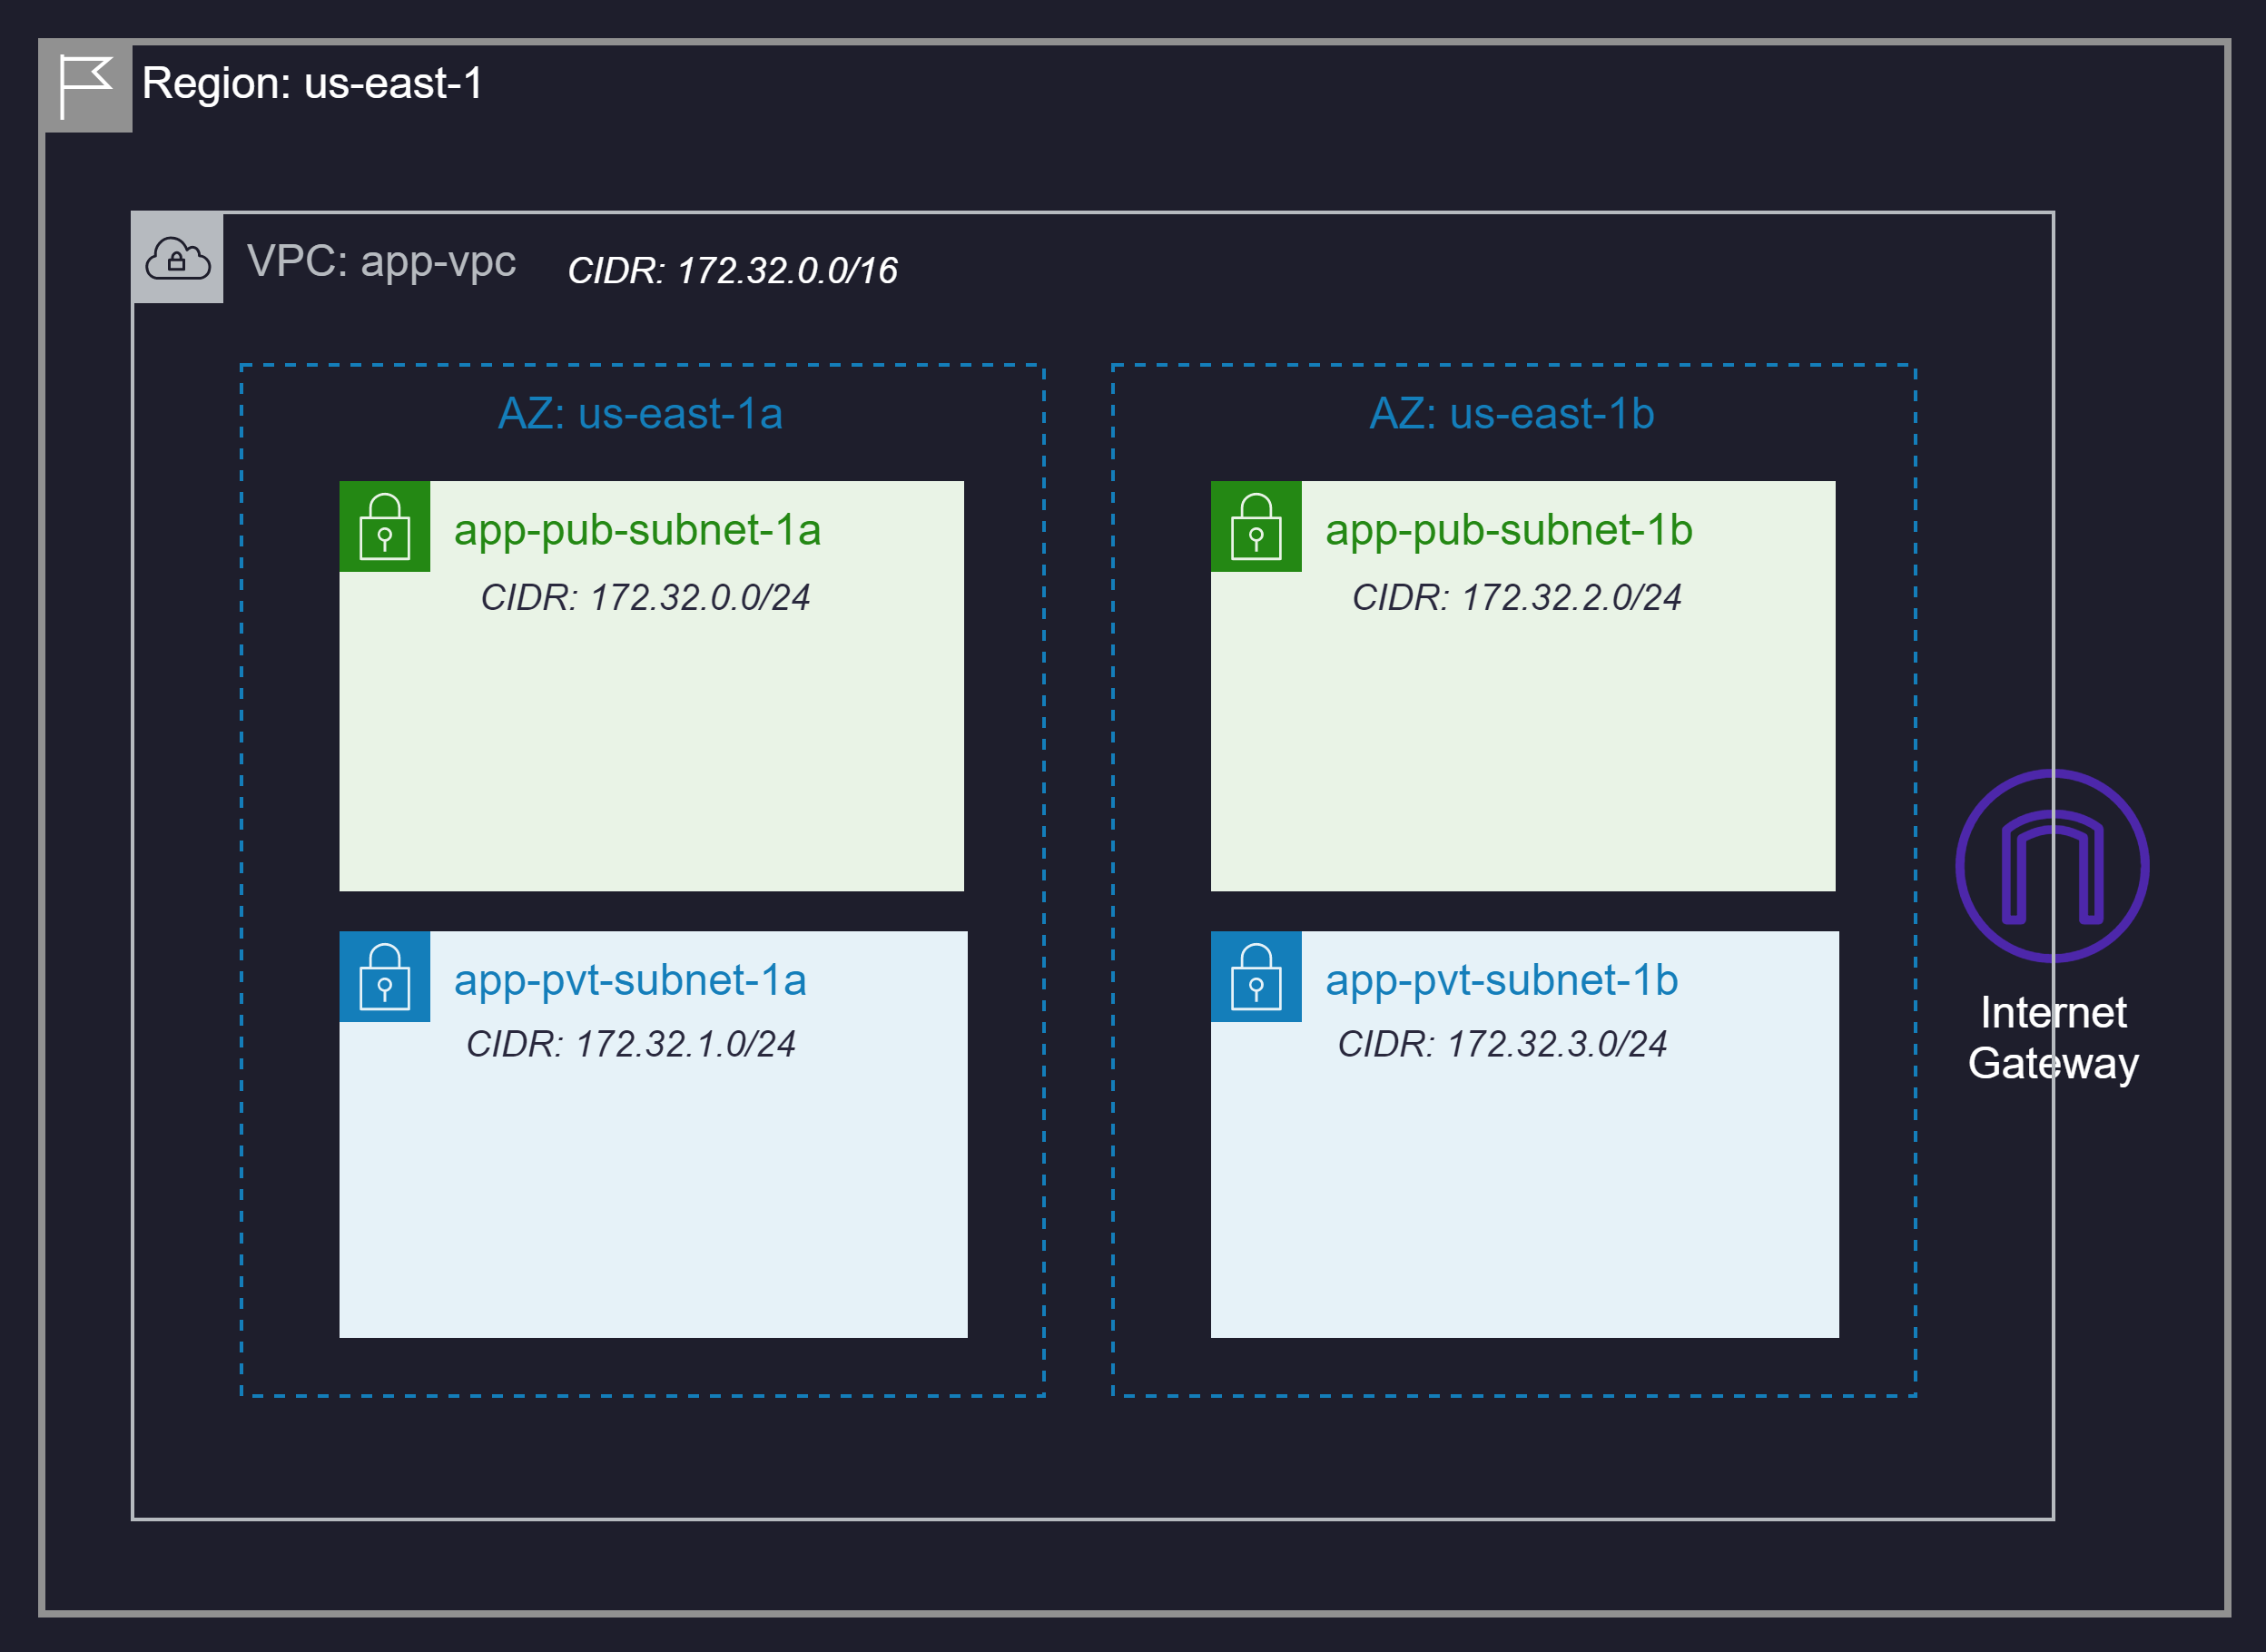 Region: us-east-1
VPC: app-vpc
CIDR: 172.32.0.0/16
AZ: us-east-1a
AZ: us-east-1b
app-pub-subnet-1a
CIDR: 172.32.0.0/24
app-pub-subnet-1b
CIDR: 172.32.2.0/24
app-pvt-subnet-1a
CIDR: 172.32.1.0/24
app-pvt-subnet-1b
CIDR: 172.32.3.0/24
Internet
Gateway